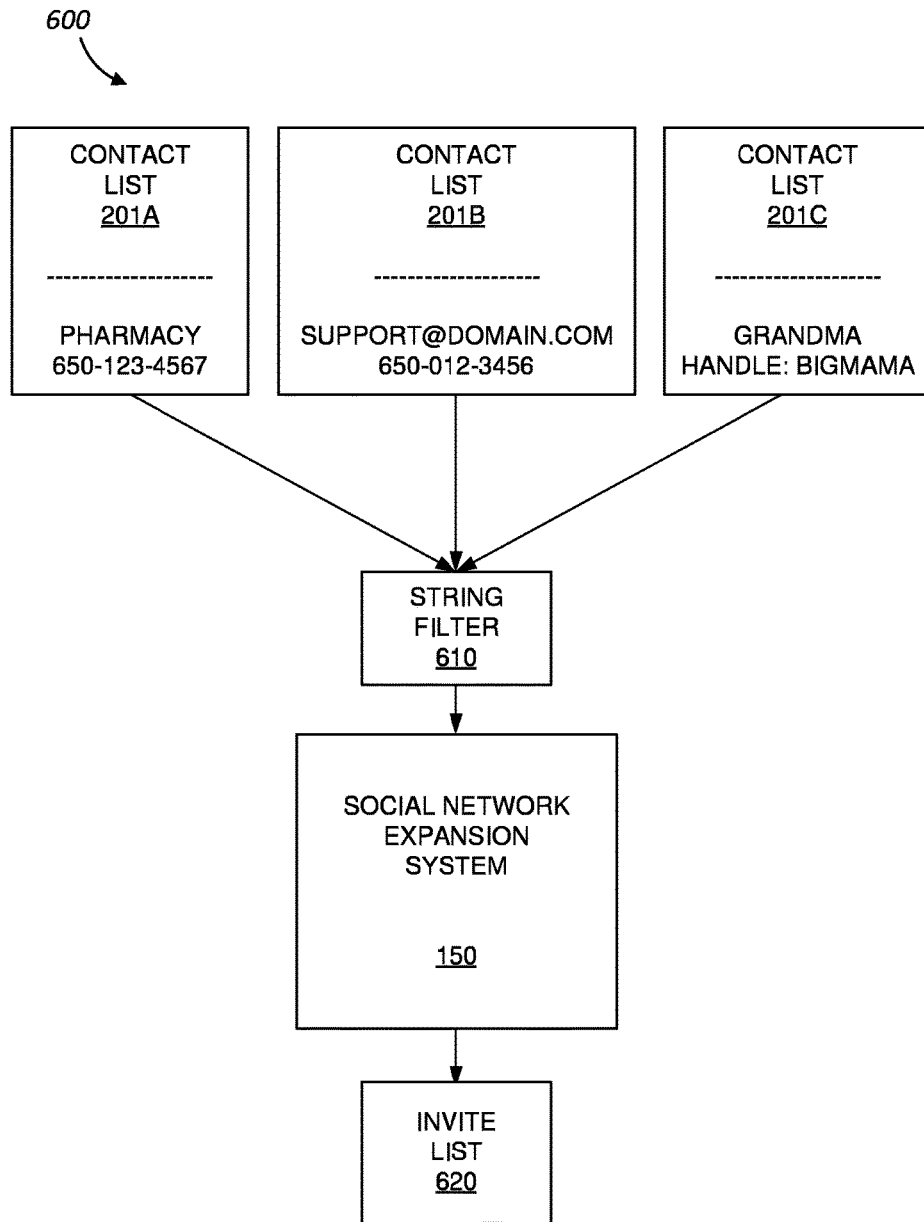 600
CONTACT
LIST
201A
--------------------
PHARMACY
650-123-4567
CONTACT
LIST
201B
--------------------
SUPPORT@DOMAIN.COM
650-012-3456
CONTACT
LIST
201C
--------------------
GRANDMA
HANDLE: BIGMAMA
STRING
FILTER
610
SOCIAL NETWORK
EXPANSION
SYSTEM
150
INVITE
LIST
620